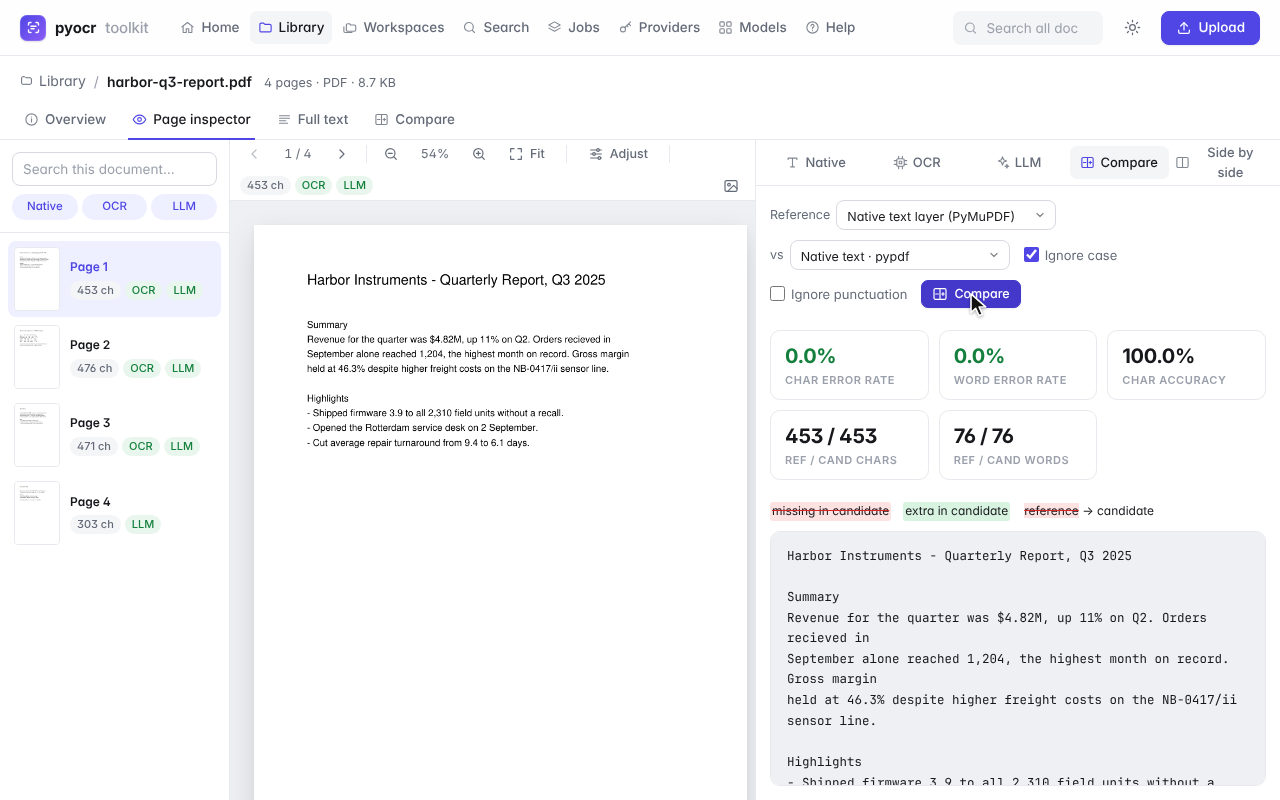 pyocr toolkit
Home
Library
Workspaces
Search
Jobs
Providers
Models
Help
Search all doc
Upload
Library / harbor-q3-report.pdf 4 pages · PDF · 8.7 KB
Overview
Page inspector
Full text
Compare
Search this document...
Native OCR LLM
Page 1
453 ch OCR LLM
Page 2
476 ch OCR LLM
Page 3
471 ch OCR LLM
Page 4
303 ch LLM
1 / 4
54%
Fit
Adjust
453 ch OCR LLM
Harbor Instruments - Quarterly Report, Q3 2025
Summary
Revenue for the quarter was $4.82M, up 11% on Q2. Orders recieved in
September alone reached 1,204, the highest month on record. Gross margin
held at 46.3% despite higher freight costs on the NB-0417/ii sensor line.
Highlights
- Shipped firmware 3.9 to all 2,310 field units without a recall.
- Opened the Rotterdam service desk on 2 September.
- Cut average repair turnaround from 9.4 to 6.1 days.
Native
OCR
LLM
Compare
Side by
side
Reference Native text layer (PyMuPDF)
vs Native text · pypdf
Ignore case
Ignore punctuation
Compare
0.0%
CHAR ERROR RATE
0.0%
WORD ERROR RATE
100.0%
CHAR ACCURACY
453 / 453
REF / CAND CHARS
76 / 76
REF / CAND WORDS
missing in candidate extra in candidate reference → candidate
Harbor Instruments - Quarterly Report, Q3 2025
Summary
Revenue for the quarter was $4.82M, up 11% on Q2. Orders
recieved in
September alone reached 1,204, the highest month on record.
Gross margin
held at 46.3% despite higher freight costs on the NB-0417/ii
sensor line.
Highlights
- Shipped firmware 3.9 to all 2,310 field units without a